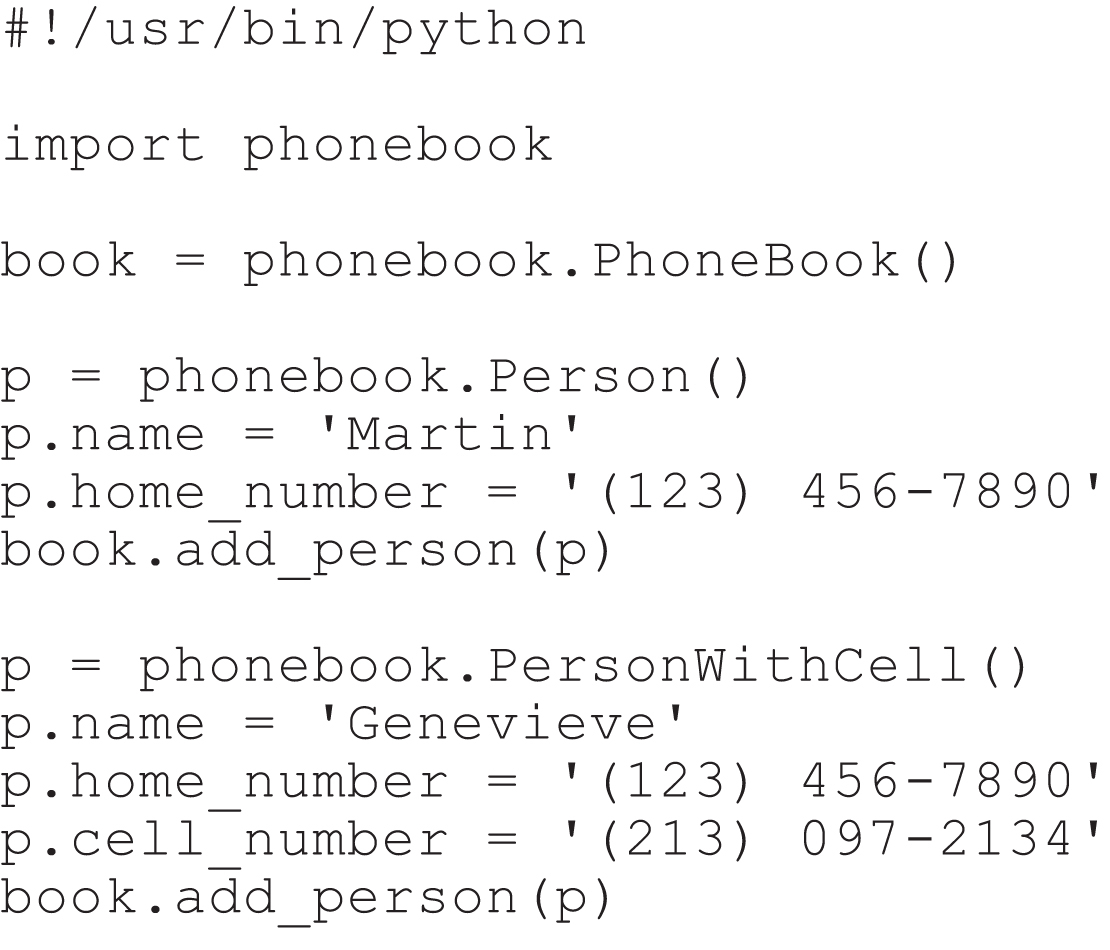 #!/usr/bin/python
import phonebook
book = phonebook.PhoneBook()
p = phonebook.Person()
p.name = 'Martin'
p.home_number = '(123) 456-7890'
book.add_person(p)
p = phonebook.PersonWithCell()
p.name = 'Genevieve'
p.home_number = '(123) 456-7890'
p.cell_number = '(213) 097-2134'
book.add_person(p)